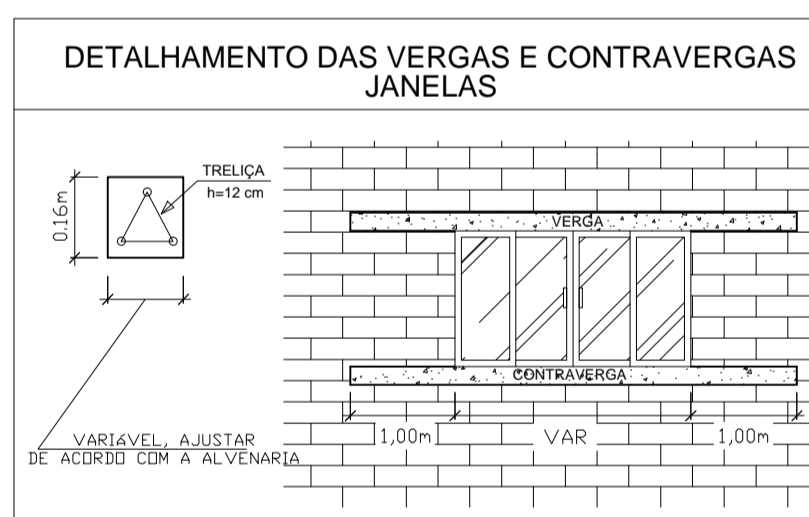 DETALHAMENTO DAS VERGAS E CONTRAVERGAS
JANELAS
TRELIÇA
h=12 cm
0.16m
VERGA
CONTRAVERGA
1,00m
VAR
1,00m
VARIáVEL, AJUSTAR
DE ACORDO COM A ALVENARIA